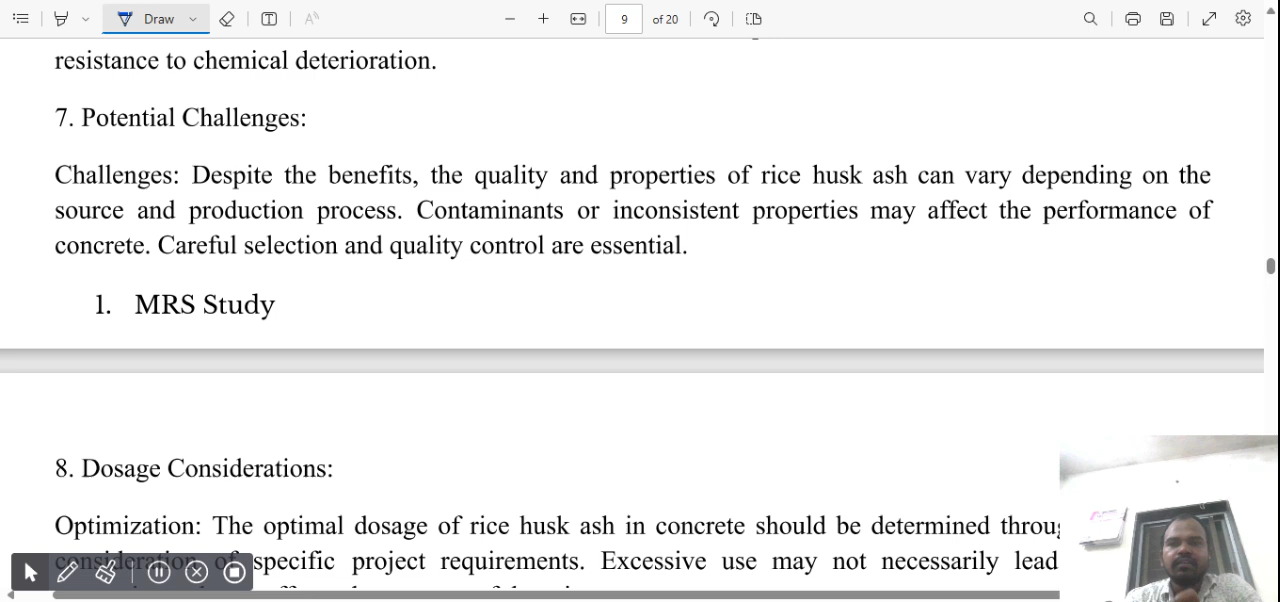 Draw
9 of 20
resistance to chemical deterioration.
7. Potential Challenges:
Challenges: Despite the benefits, the quality and properties of rice husk ash can vary depending on the
source and production process. Contaminants or inconsistent properties may affect the performance of
concrete. Careful selection and quality control are essential.
1. MRS Study
8. Dosage Considerations:
Optimization: The optimal dosage of rice husk ash in concrete should be determined
consideration of specific project requirements. Excessive use may not necessarily lead